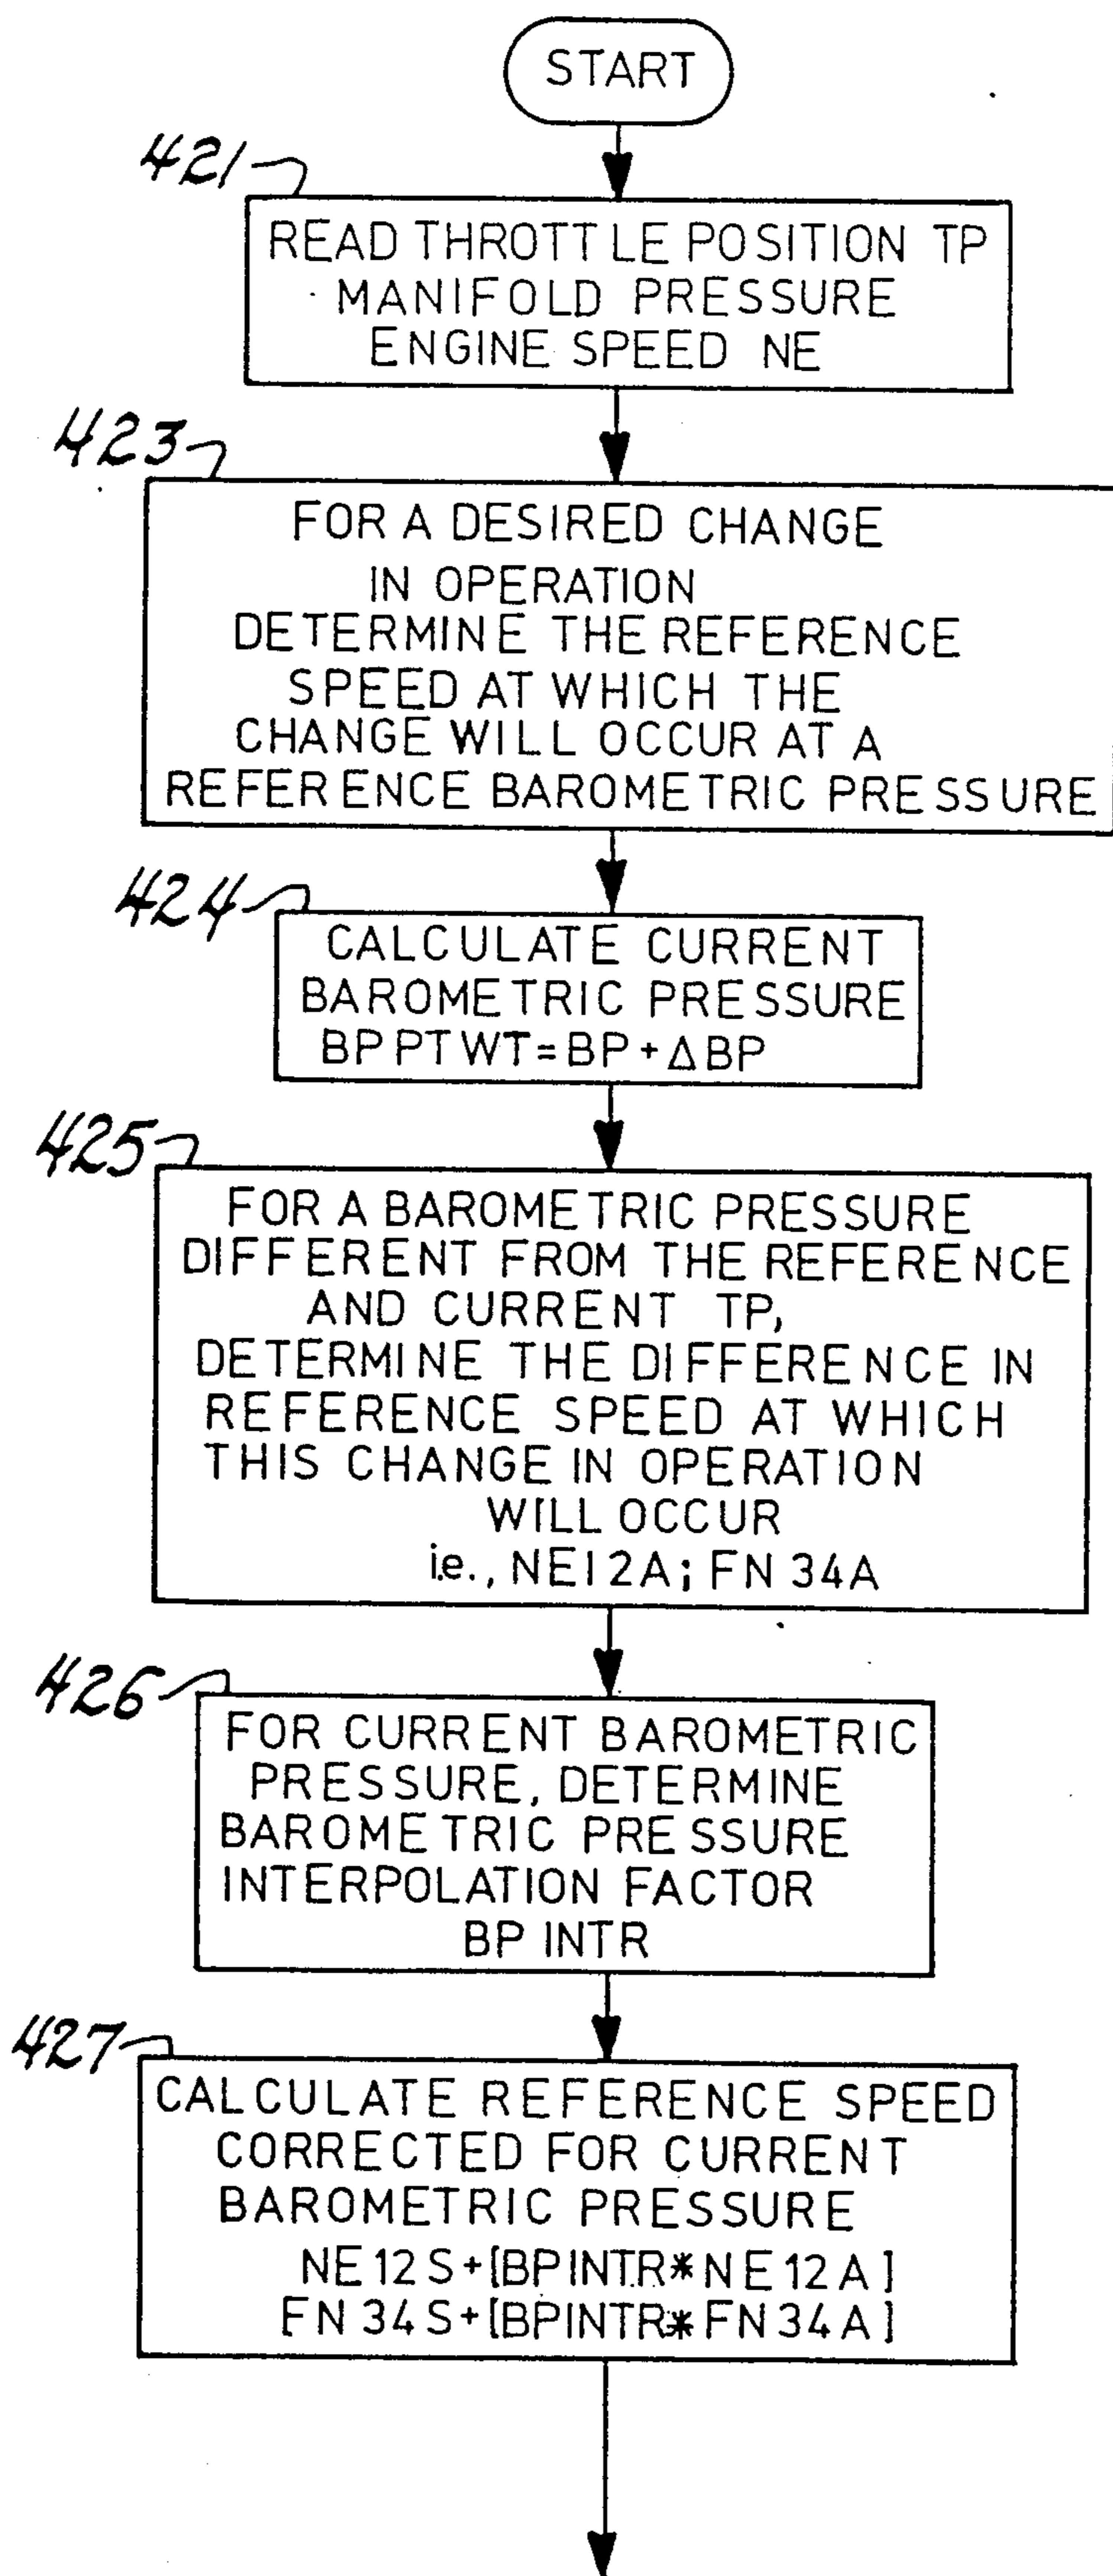 START
421
READ THROTTLE POSITION TP
MANIFOLD PRESSURE
ENGINE SPEED NE
423
FOR A DESIRED CHANGE
IN OPERATION
DETERMINE THE REFERENCE
SPEED AT WHICH THE
CHANGE WILL OCCUR AT A
REFERENCE BAROMETRIC PRESSURE
424
CALCULATE CURRENT
BAROMETRIC PRESSURE
BPPTWT=BP+ΔBP
425
FOR A BAROMETRIC PRESSURE
DIFFERENT FROM THE REFERENCE
AND CURRENT TP,
DETERMINE THE DIFFERENCE IN
REFERENCE SPEED AT WHICH
THIS CHANGE IN OPERATION
WILL OCCUR
i.e., NE12A; FN 34A
426
FOR CURRENT BAROMETRIC
PRESSURE, DETERMINE
BAROMETRIC PRESSURE
INTERPOLATION FACTOR
BP INTR
427
CALCULATE REFERENCE SPEED
CORRECTED FOR CURRENT
BAROMETRIC PRESSURE
NE12S+[BPINTR*NE12A]
FN34S+[BPINTR*FN34A]